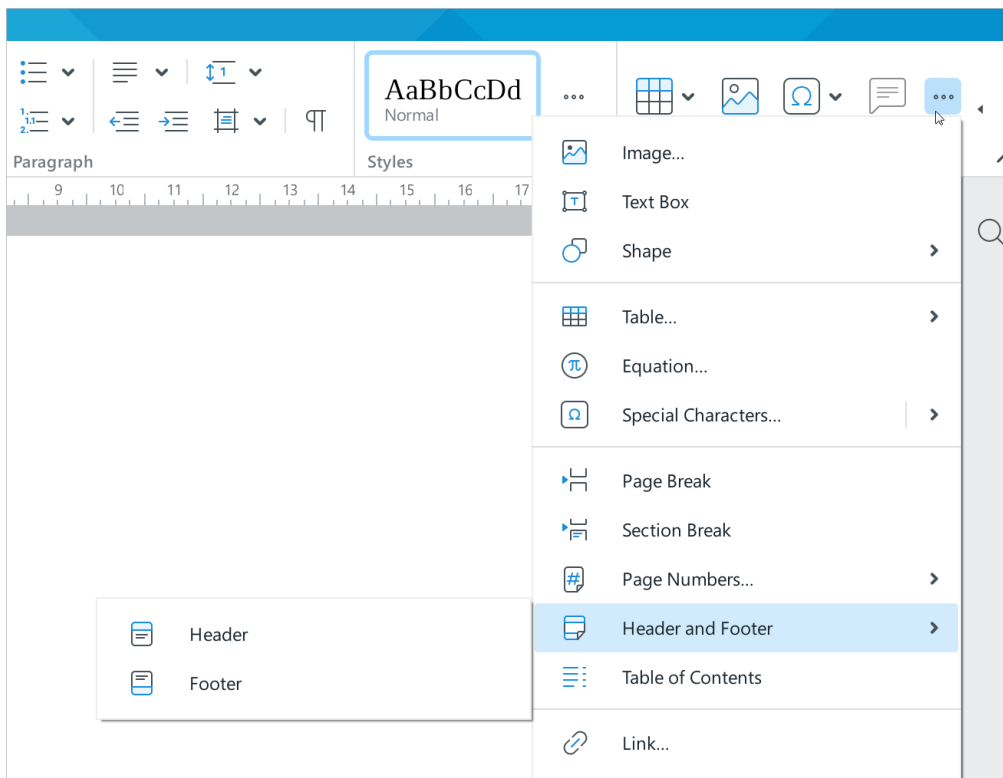 AaBbCcDd
Normal
Paragraph
Styles
9 10 11 12 13 14 15 16 17
Image...
Text Box
Shape
Table...
Equation...
Special Characters...
Page Break
Section Break
Page Numbers...
Header and Footer
Table of Contents
Link...
Header
Footer